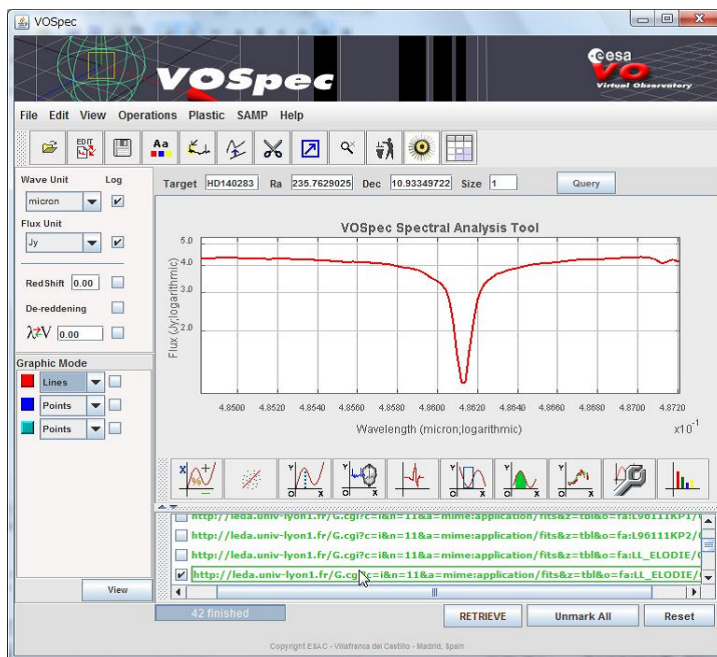 VOSpec
VOSpec
esa
VO
Virtual Observatory
File Edit View Operations Plastic SAMP Help
EDIT
Aa
Wave Unit Log
micron
Flux Unit
Jy
RedShift 0.00
De-reddening
λ⇄V 0.00
Graphic Mode
Lines
Points
Points
View
Target HD140283 Ra 235.7629025 Dec 10.93349722 Size 1 Query
VOSpec Spectral Analysis Tool
Flux (Jy;logarithmic)
5.0
4.0
3.0
2.0
4.8500 4.8520 4.8540 4.8560 4.8580 4.8600 4.8620 4.8640 4.8660 4.8680 4.8700 4.8720
Wavelength (micron;logarithmic) x10⁻¹
http://leda.univ-lyon1.fr/G.cgi?c=i&n=11&a=mime:application/fits&z=tbl&o=fa:L96111KP1/
http://leda.univ-lyon1.fr/G.cgi?c=i&n=11&a=mime:application/fits&z=tbl&o=fa:L96111KP2/
http://leda.univ-lyon1.fr/G.cgi?c=i&n=11&a=mime:application/fits&z=tbl&o=fa:LL_ELODIE/
http://leda.univ-lyon1.fr/G.cgi?c=i&n=11&a=mime:application/fits&z=tbl&o=fa:LL_ELODIE/
42 finished
RETRIEVE Unmark All Reset
Copyright ESAC - Villafranca del Castillo - Madrid, Spain